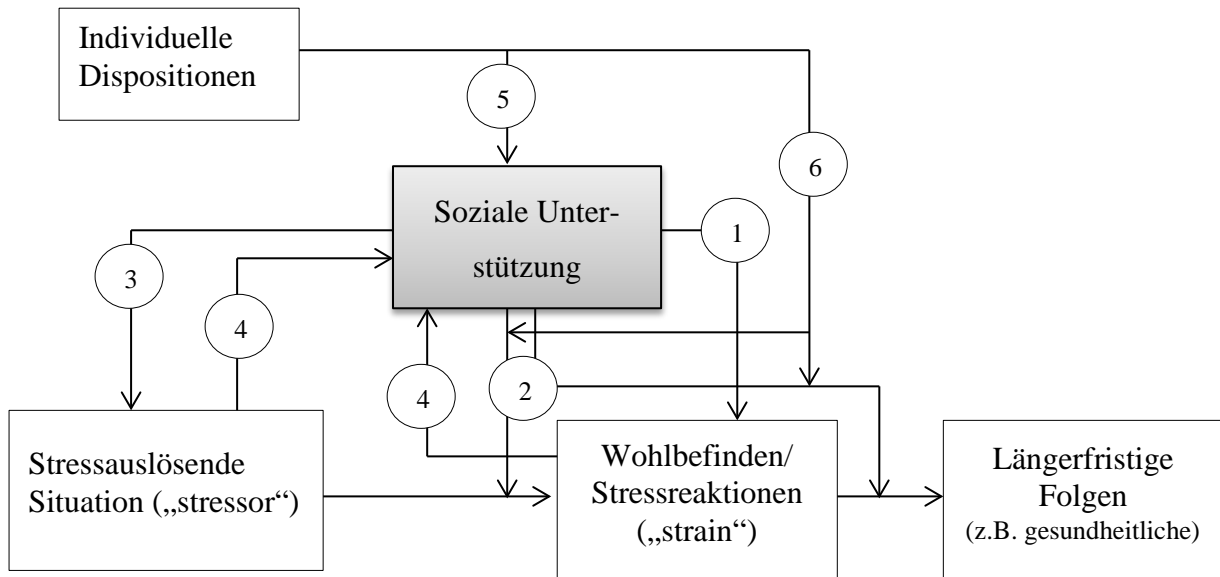 Individuelle
Dispositionen
5
6
Soziale Unter-
stützung
1
3
4
2
4
Stressauslösende
Situation („stressor“)
Wohlbefinden/
Stressreaktionen
(„strain“)
Längerfristige
Folgen
(z.B. gesundheitliche)